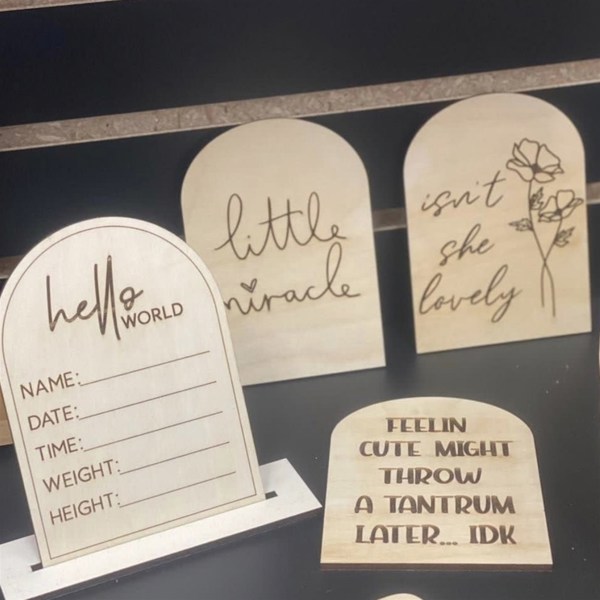 little
miracle
isn't
she
lovely
hello
WORLD
NAME:
DATE:
TIME:
WEIGHT:
HEIGHT:
FEELIN
CUTE MIGHT
THROW
A TANTRUM
LATER... IDK